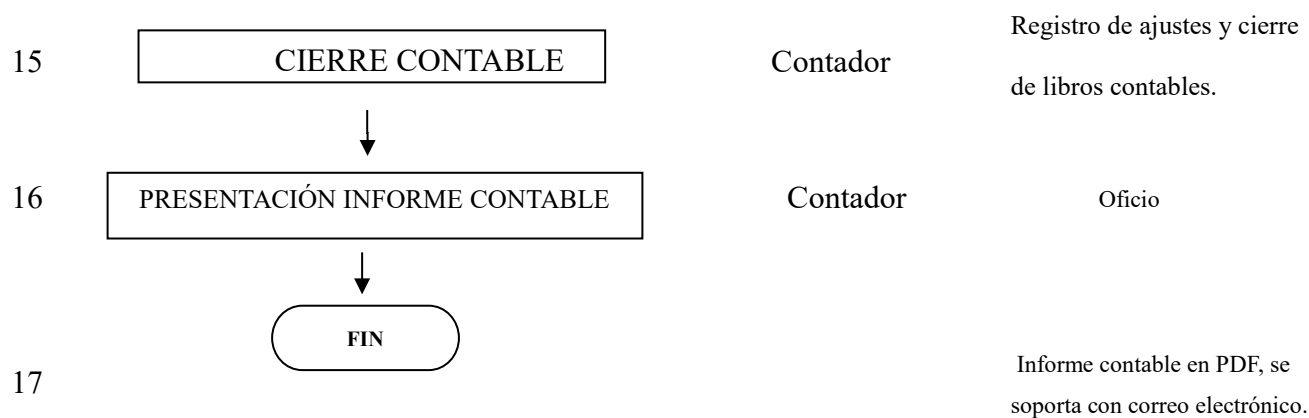 Registro de ajustes y cierre
15 CIERRE CONTABLE Contador
de libros contables.
16 PRESENTACIÓN INFORME CONTABLE Contador Oficio
FIN
Informe contable en PDF, se
17
soporta con correo electrónico.